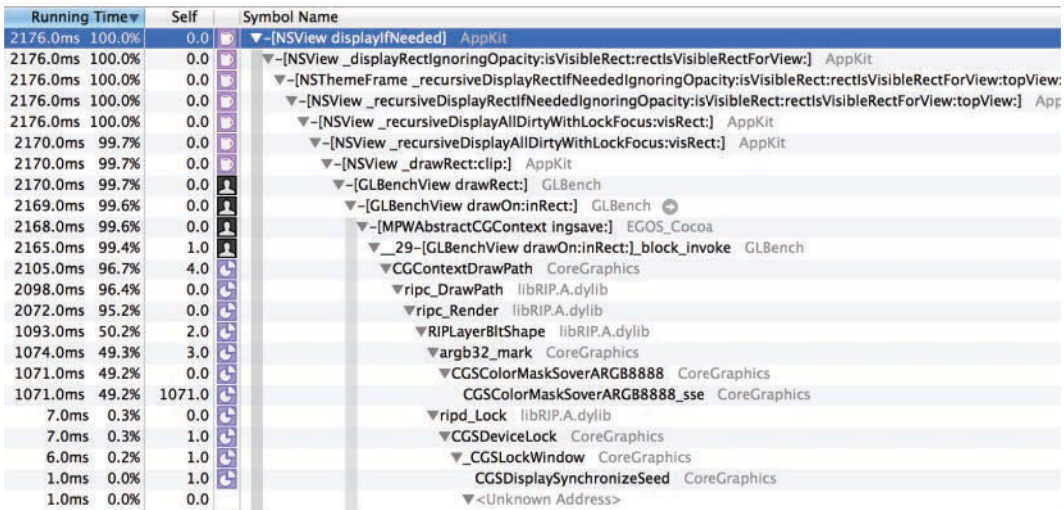 Running Time Self Symbol Name
2176.0ms 100.0% 0.0 -[NSView displayIfNeeded] AppKit
2176.0ms 100.0% 0.0 -[NSView _displayRectIgnoringOpacity:isVisibleRect:rectIsVisibleRectForView:] AppKit
2176.0ms 100.0% 0.0 -[NSThemeFrame _recursiveDisplayRectIfNeededIgnoringOpacity:isVisibleRect:rectIsVisibleRectForView:topView:
2176.0ms 100.0% 0.0 -[NSView _recursiveDisplayRectIfNeededIgnoringOpacity:isVisibleRect:rectIsVisibleRectForView:topView:] App
2176.0ms 100.0% 0.0 -[NSView _recursiveDisplayAllDirtyWithLockFocus:visRect:] AppKit
2170.0ms 99.7% 0.0 -[NSView _recursiveDisplayAllDirtyWithLockFocus:visRect:] AppKit
2170.0ms 99.7% 0.0 -[NSView _drawRect:clip:] AppKit
2170.0ms 99.7% 0.0 -[GLBenchView drawRect:] GLBench
2169.0ms 99.6% 0.0 -[GLBenchView drawOn:inRect:] GLBench
2168.0ms 99.6% 0.0 -[MPWAbstractCGContext ingsave:] EGOS_Cocoa
2165.0ms 99.4% 1.0 __29-[GLBenchView drawOn:inRect:]_block_invoke GLBench
2105.0ms 96.7% 4.0 CGContextDrawPath CoreGraphics
2098.0ms 96.4% 0.0 ripc_DrawPath libRIP.A.dylib
2072.0ms 95.2% 0.0 ripc_Render libRIP.A.dylib
1093.0ms 50.2% 2.0 RIPLayerBltShape libRIP.A.dylib
1074.0ms 49.3% 3.0 argb32_mark CoreGraphics
1071.0ms 49.2% 0.0 CGSColorMaskSoverARGB8888 CoreGraphics
1071.0ms 49.2% 1071.0 CGSColorMaskSoverARGB8888_sse CoreGraphics
7.0ms 0.3% 0.0 ripd_Lock libRIP.A.dylib
7.0ms 0.3% 1.0 CGSDeviceLock CoreGraphics
6.0ms 0.2% 1.0 _CGSLockWindow CoreGraphics
1.0ms 0.0% 1.0 CGSDisplaySynchronizeSeed CoreGraphics
1.0ms 0.0% 0.0 <Unknown Address>